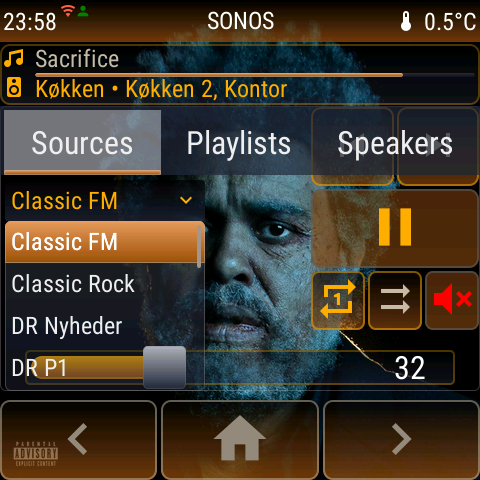 23:58 SONOS 0.5°C
Sacrifice
Køkken • Køkken 2, Kontor
Sources Playlists Speakers
Classic FM
Classic FM
Classic Rock
DR Nyheder
DR P1
32
1
PARENTAL
ADVISORY
EXPLICIT CONTENT